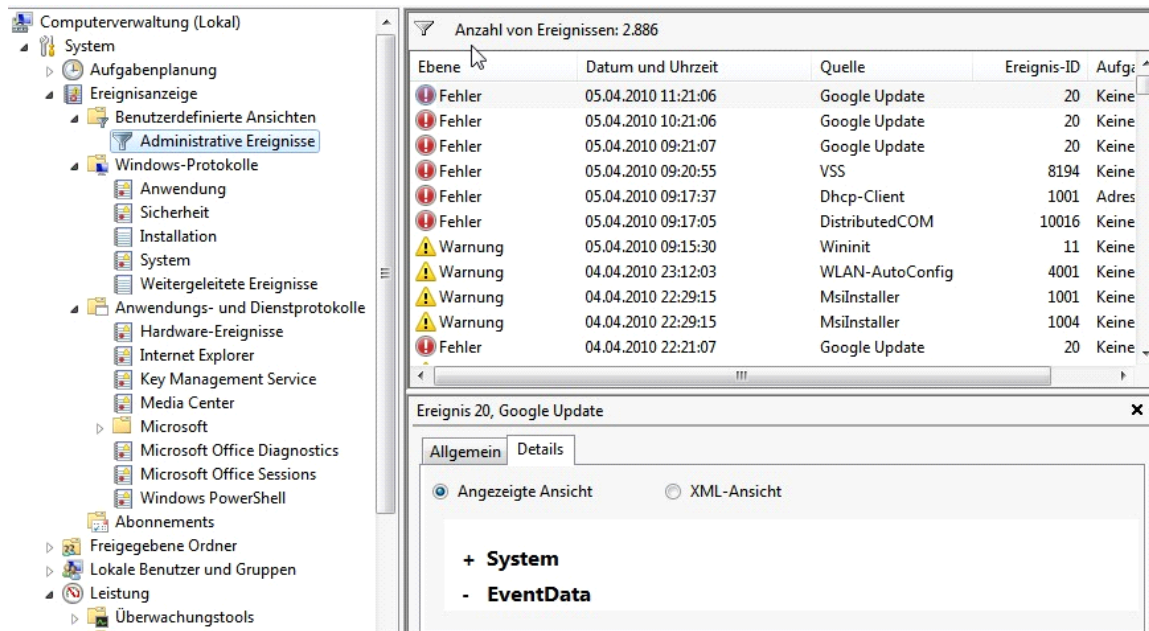 Computerverwaltung (Lokal)
System
Aufgabenplanung
Ereignisanzeige
Benutzerdefinierte Ansichten
Administrative Ereignisse
Windows-Protokolle
Anwendung
Sicherheit
Installation
System
Weitergeleitete Ereignisse
Anwendungs- und Dienstprotokolle
Hardware-Ereignisse
Internet Explorer
Key Management Service
Media Center
Microsoft
Microsoft Office Diagnostics
Microsoft Office Sessions
Windows PowerShell
Abonnements
Freigegebene Ordner
Lokale Benutzer und Gruppen
Leistung
Überwachungstools
Anzahl von Ereignissen: 2.886
Ebene Datum und Uhrzeit Quelle Ereignis-ID Aufga
Fehler 05.04.2010 11:21:06 Google Update 20 Keine
Fehler 05.04.2010 10:21:06 Google Update 20 Keine
Fehler 05.04.2010 09:21:07 Google Update 20 Keine
Fehler 05.04.2010 09:20:55 VSS 8194 Keine
Fehler 05.04.2010 09:17:37 Dhcp-Client 1001 Adres
Fehler 05.04.2010 09:17:05 DistributedCOM 10016 Keine
Warnung 05.04.2010 09:15:30 Wininit 11 Keine
Warnung 04.04.2010 23:12:03 WLAN-AutoConfig 4001 Keine
Warnung 04.04.2010 22:29:15 MsiInstaller 1001 Keine
Warnung 04.04.2010 22:29:15 MsiInstaller 1004 Keine
Fehler 04.04.2010 22:21:07 Google Update 20 Keine
Ereignis 20, Google Update
Allgemein Details
Angezeigte Ansicht XML-Ansicht
+ System
- EventData